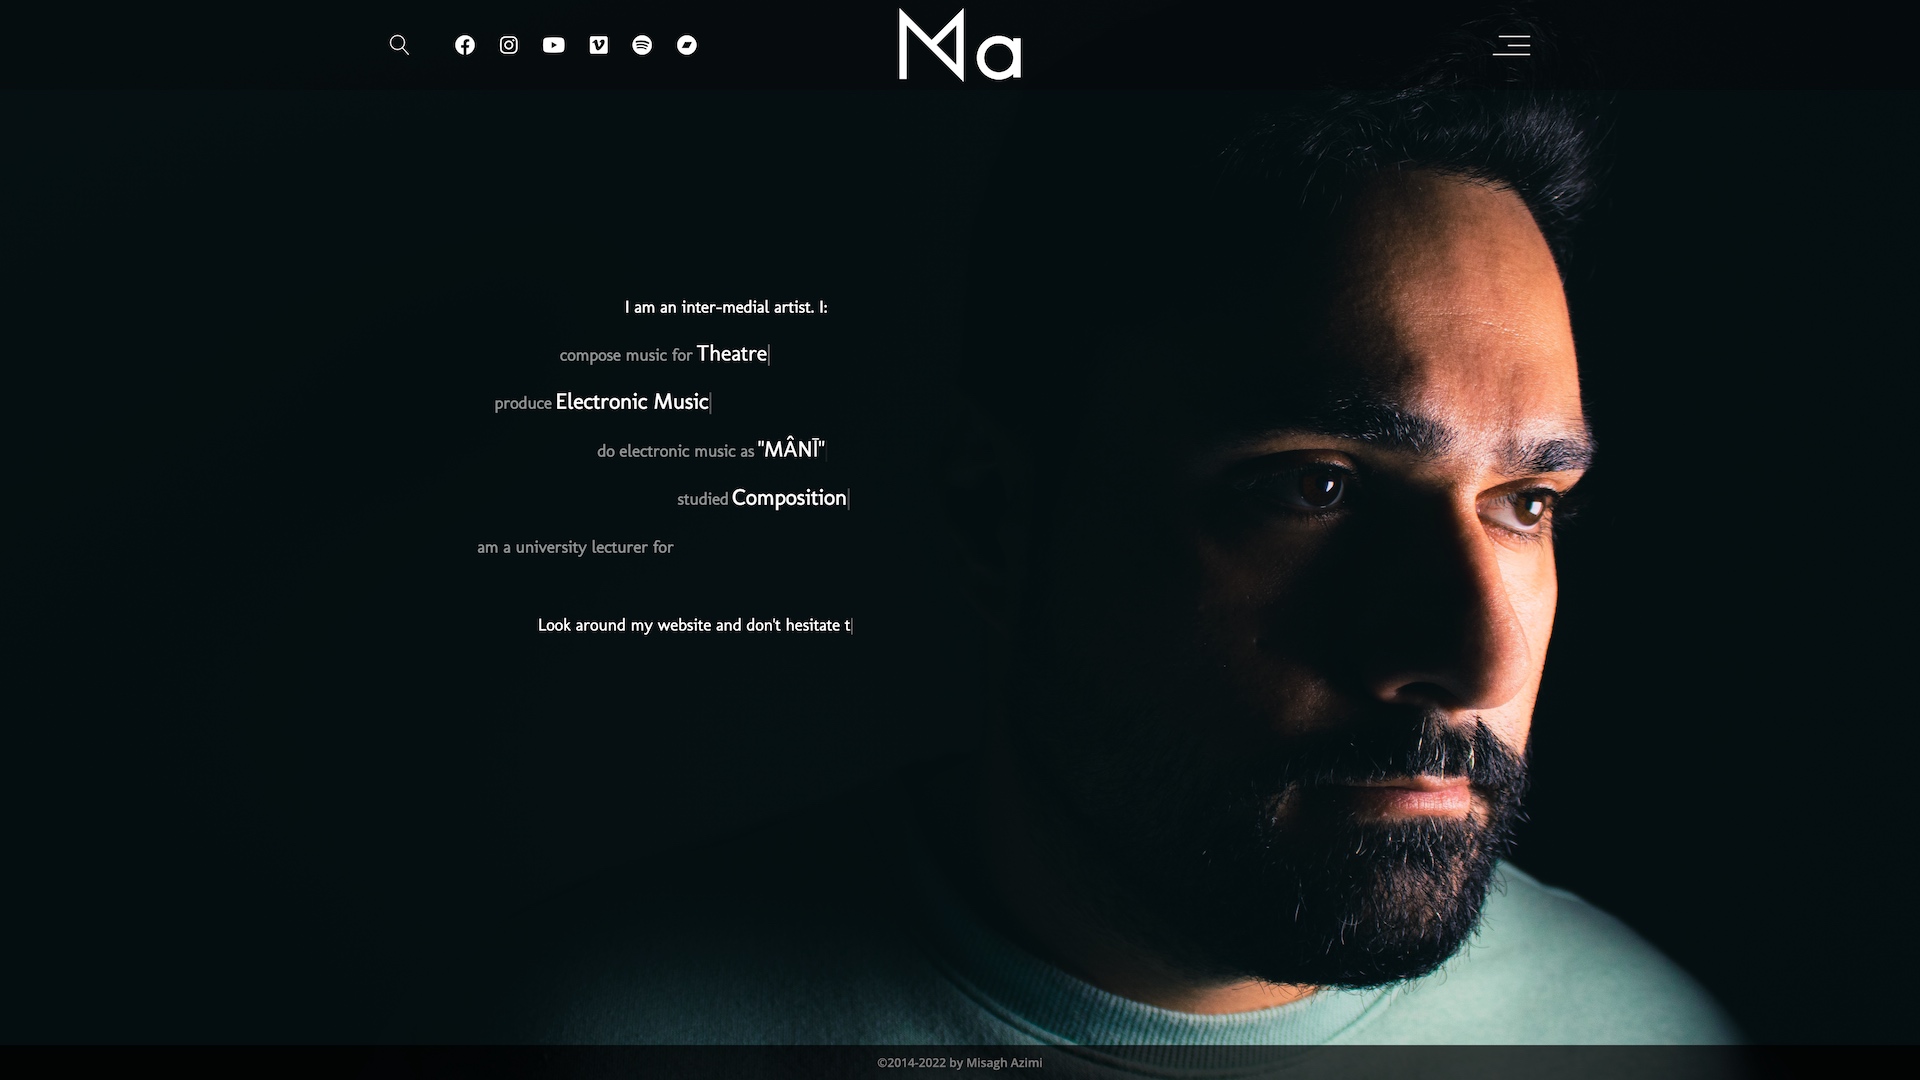 Ma
I am an inter-medial artist. I:
compose music for Theatre
produce Electronic Music
do electronic music as "MÂNĪ"
studied Composition
am a university lecturer for
Look around my website and don't hesitate t
©2014-2022 by Misagh Azimi